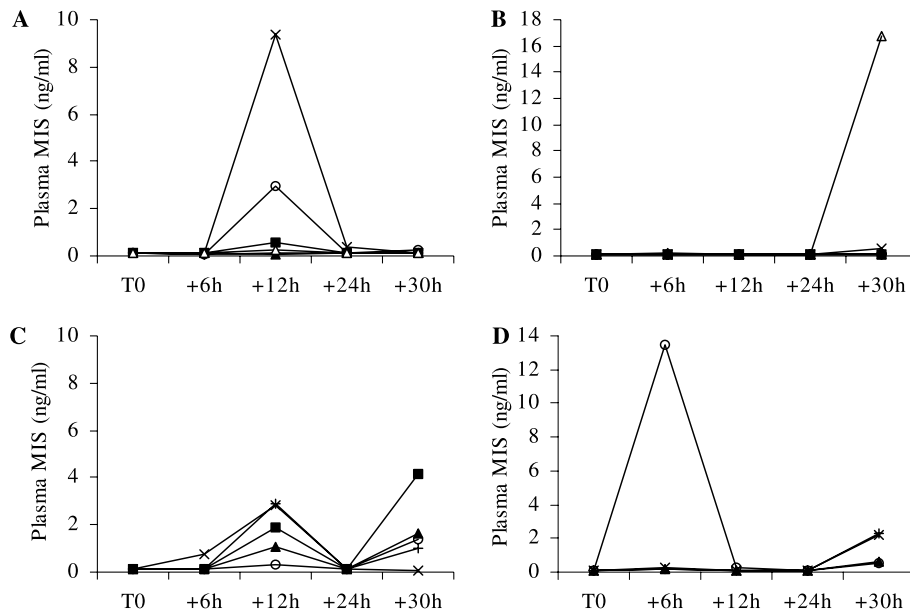 A
Plasma MIS (ng/ml)
10
8
6
4
2
0
T0 +6h +12h +24h +30h
B
Plasma MIS (ng/ml)
18
16
14
12
10
8
6
4
2
0
T0 +6h +12h +24h +30h
C
Plasma MIS (ng/ml)
10
8
6
4
2
0
T0 +6h +12h +24h +30h
D
Plasma MIS (ng/ml)
14
12
10
8
6
4
2
0
T0 +6h +12h +24h +30h